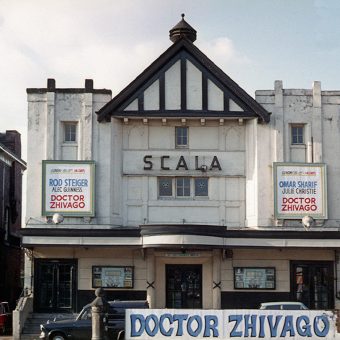 SCALA
ROD STEIGER
ALEC GUINNESS
DOCTOR
ZHIVAGO
OMAR SHARIF
JULIE CHRISTIE
DOCTOR
ZHIVAGO
DOCTOR ZHIVAGO